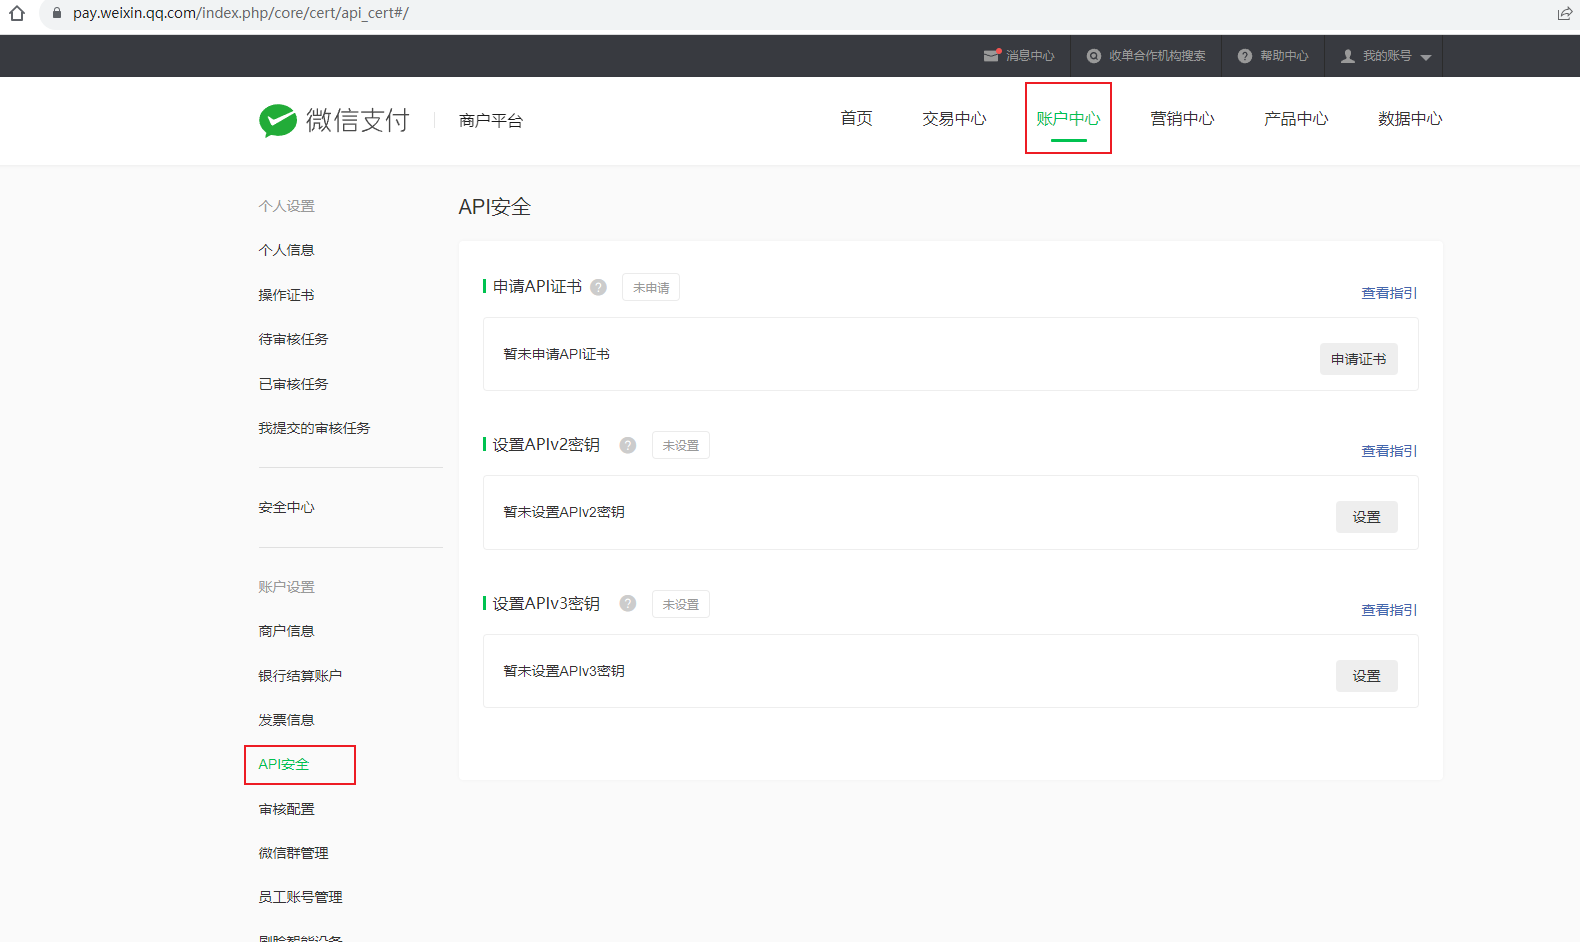 pay.weixin.qq.com/index.php/core/cert/api_cert#/
消息中心 收单合作机构搜索 帮助中心 我的账号
微信支付 商户平台 首页 交易中心 账户中心 营销中心 产品中心 数据中心
个人设置
个人信息
操作证书
待审核任务
已审核任务
我提交的审核任务
安全中心
账户设置
商户信息
银行结算账户
发票信息
API安全
审核配置
微信群管理
员工账号管理
刷脸智能设备
API安全
申请API证书 ? 未申请 查看指引
暂未申请API证书 申请证书
设置APIv2密钥 ? 未设置 查看指引
暂未设置APIv2密钥 设置
设置APIv3密钥 ? 未设置 查看指引
暂未设置APIv3密钥 设置